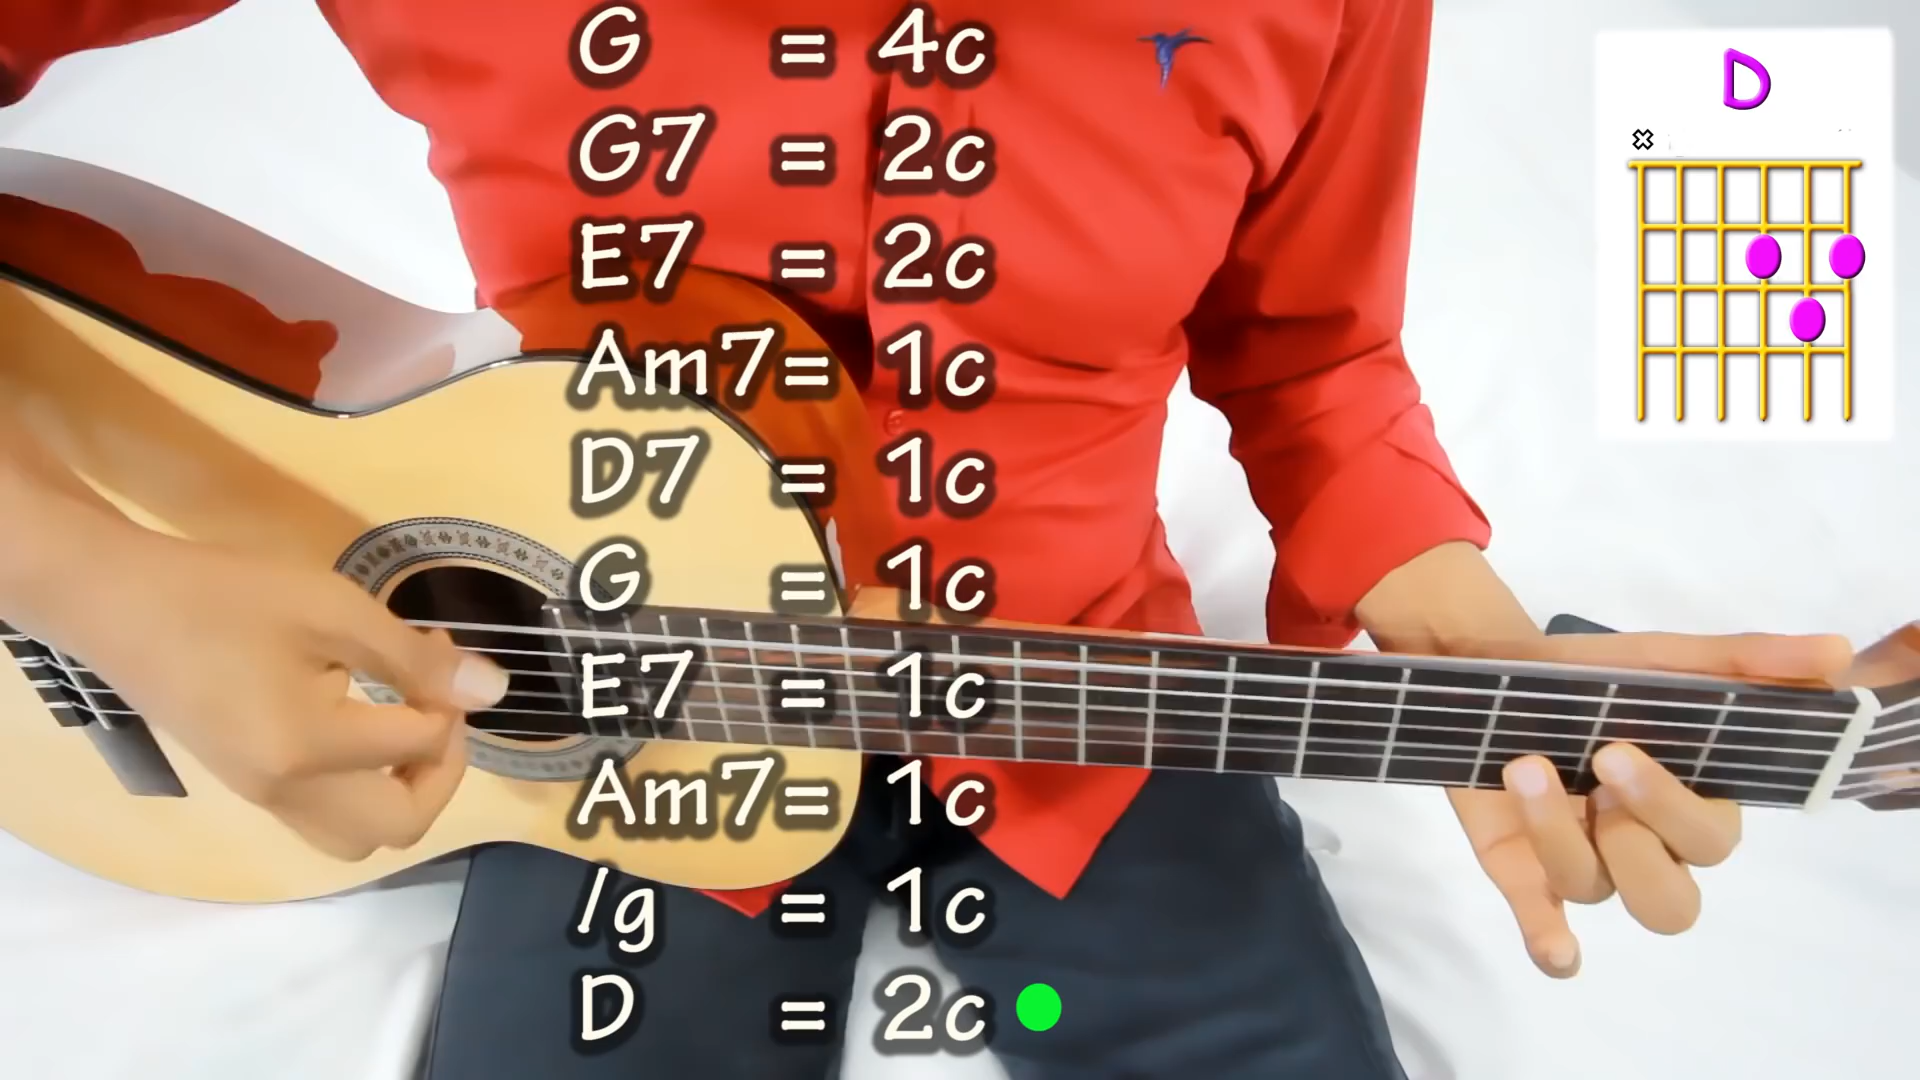 G = 4c
G7 = 2c
E7 = 2c
Am7 = 1c
D7 = 1c
G = 1c
E7 = 1c
Am7 = 1c
/g = 1c
D = 2c
D